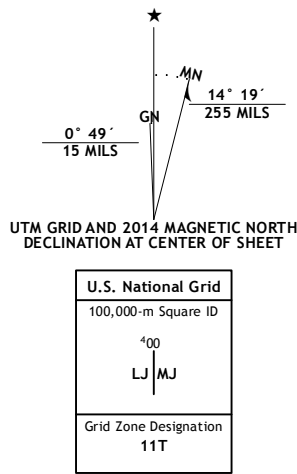 ★
MN
GN
14° 19´
255 MILS
0° 49´
15 MILS
UTM GRID AND 2014 MAGNETIC NORTH
DECLINATION AT CENTER OF SHEET
U.S. National Grid
100,000-m Square ID
⁴00
LJ MJ
Grid Zone Designation
11T